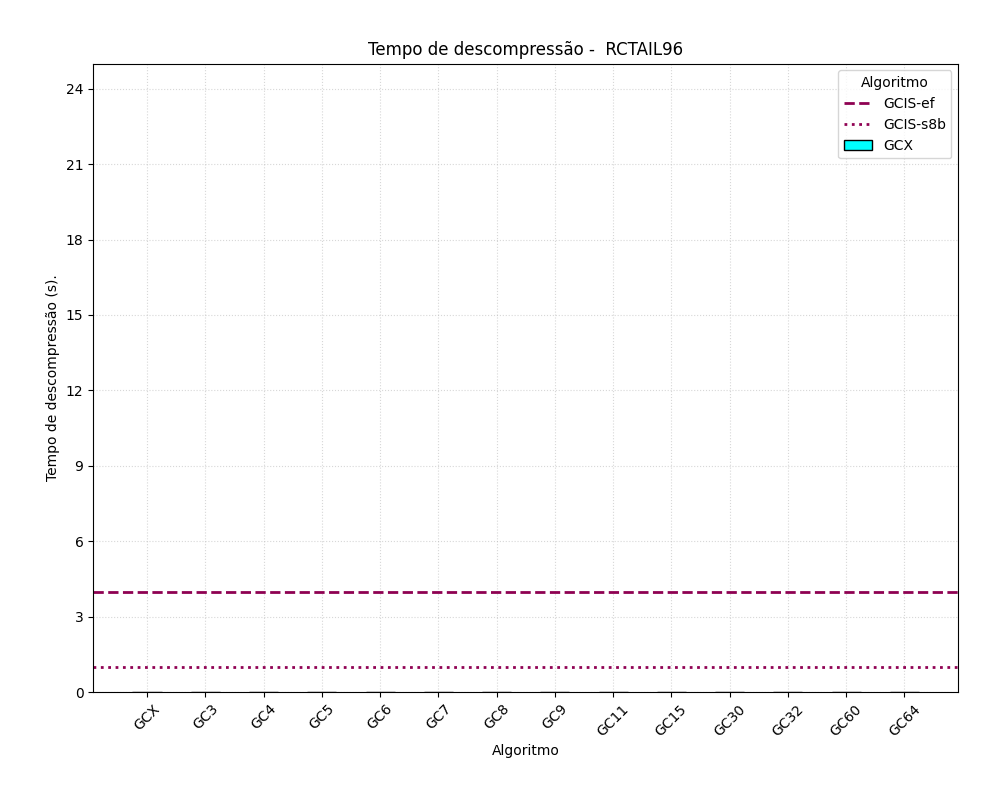 Tempo de descompressão -  RCTAIL96
Algoritmo
GCIS-ef
GCIS-s8b
GCX
Tempo de descompressão (s).
24
21
18
15
12
9
6
3
0
GCX
GC3
GC4
GC5
GC6
GC7
GC8
GC9
GC11
GC15
GC30
GC32
GC60
GC64
Algoritmo